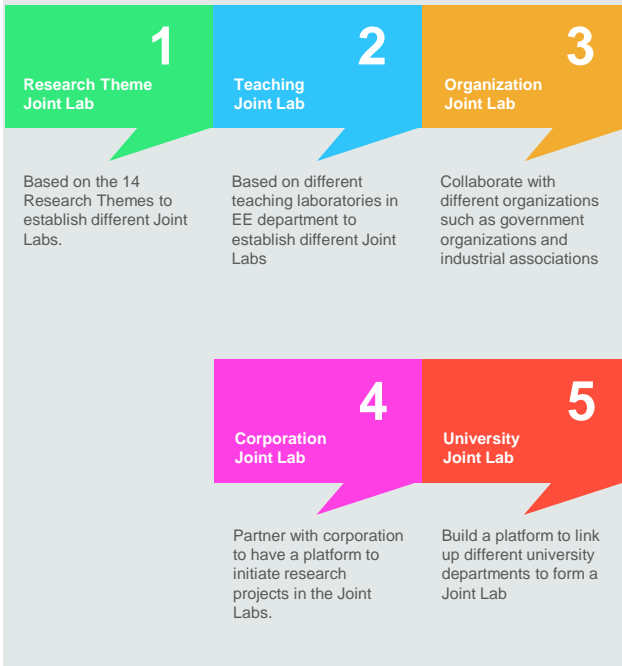 1
Research Theme
Joint Lab
Based on the 14
Research Themes to
establish different Joint
Labs.
2
Teaching
Joint Lab
Based on different
teaching laboratories in
EE department to
establish different Joint
Labs
3
Organization
Joint Lab
Collaborate with
different organizations
such as government
organizations and
industrial associations
4
Corporation
Joint Lab
Partner with corporation
to have a platform to
initiate research
projects in the Joint
Labs.
5
University
Joint Lab
Build a platform to link
up different university
departments to form a
Joint Lab